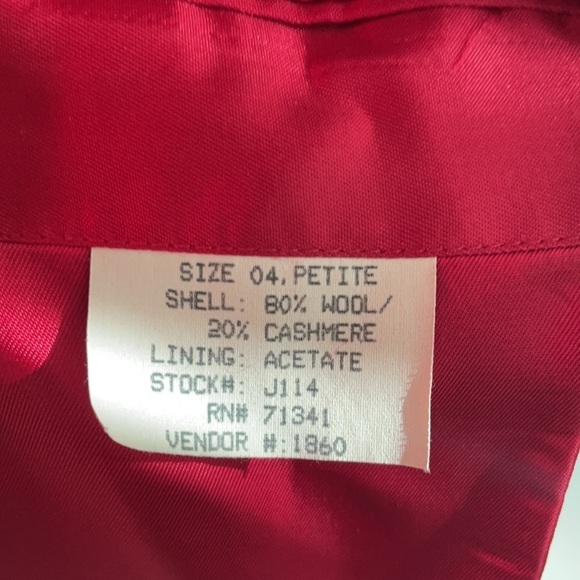 SIZE 04, PETITE
SHELL: 80% WOOL/
20% CASHMERE
LINING: ACETATE
STOCK#: J114
RN# 71341
VENDOR #:1860